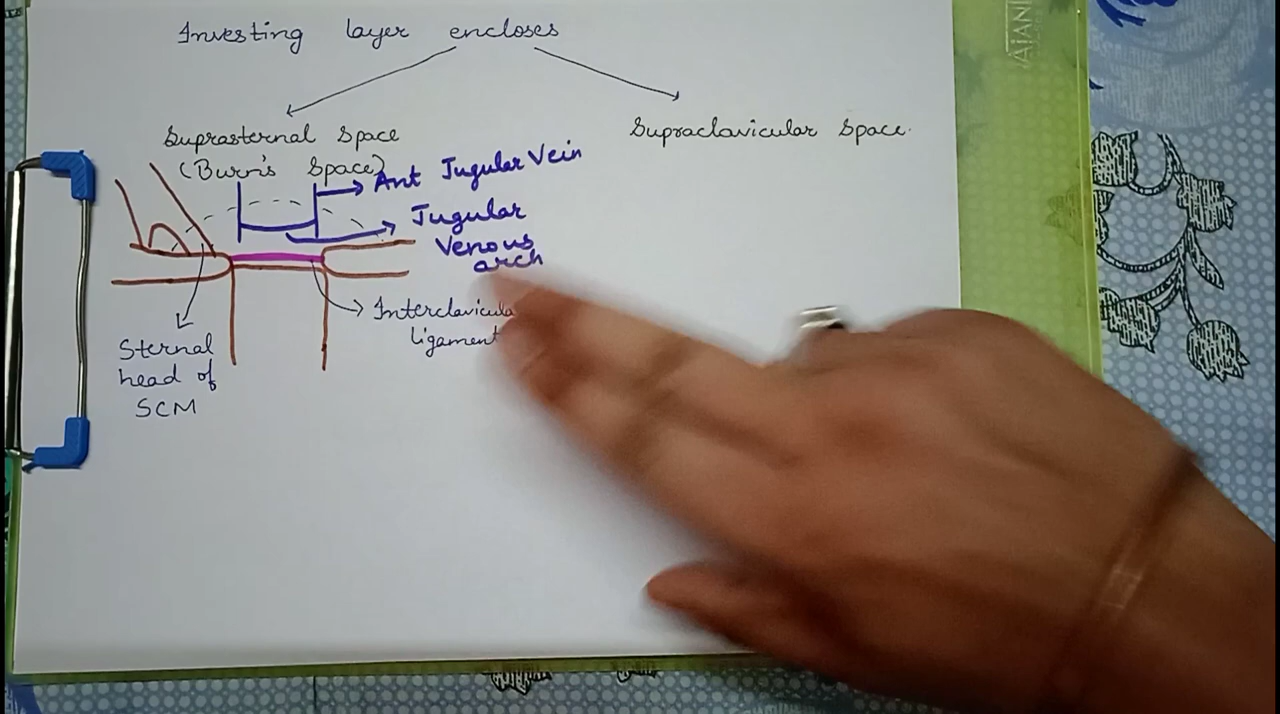 Investing layer encloses
Suprasternal Space
(Burn's Space)
Supraclavicular Space.
Ant Jugular Vein
Jugular
Venous
arch
Interclavicula
ligament
Sternal
head of
SCM